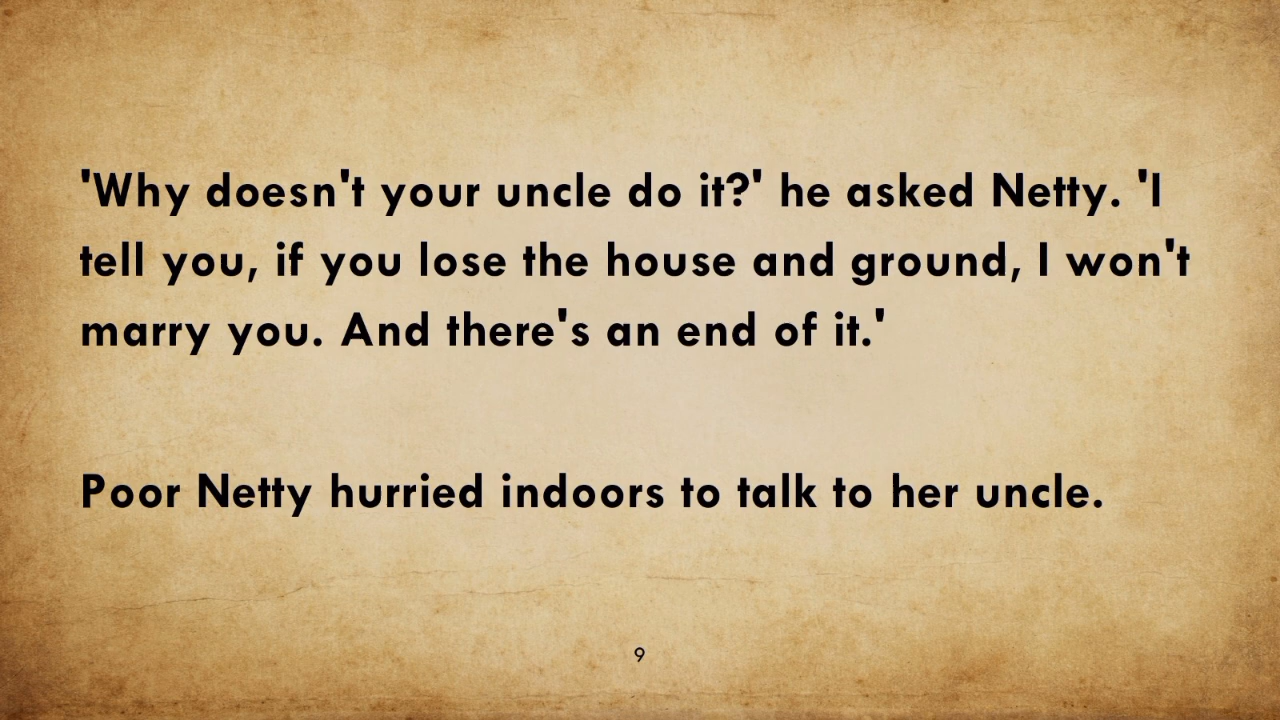 'Why doesn't your uncle do it?' he asked Netty. 'I
tell you, if you lose the house and ground, I won't
marry you. And there's an end of it.'
Poor Netty hurried indoors to talk to her uncle.
9